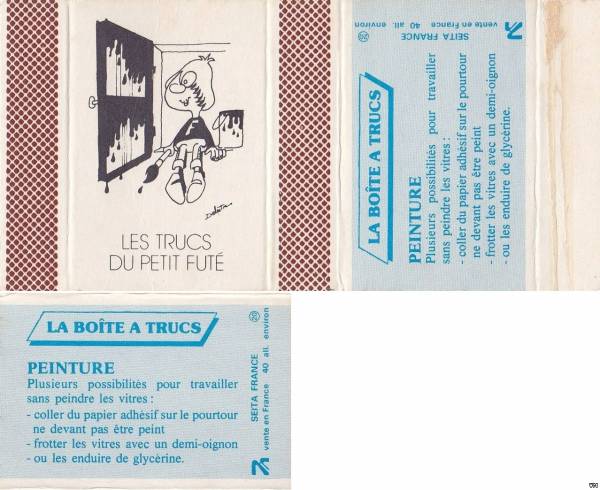 LES TRUCS
DU PETIT FUTÉ
LA BOÎTE A TRUCS
PEINTURE
Plusieurs possibilités pour travailler
sans peindre les vitres :
- coller du papier adhésif sur le pourtour
ne devant pas être peint
- frotter les vitres avec un demi-oignon
- ou les enduire de glycérine.
SEITA FRANCE
vente en France 40 all. environ
LA BOÎTE A TRUCS
PEINTURE
Plusieurs possibilités pour travailler
sans peindre les vitres :
- coller du papier adhésif sur le pourtour
ne devant pas être peint
- frotter les vitres avec un demi-oignon
- ou les enduire de glycérine.
SEITA FRANCE
vente en France 40 all. environ